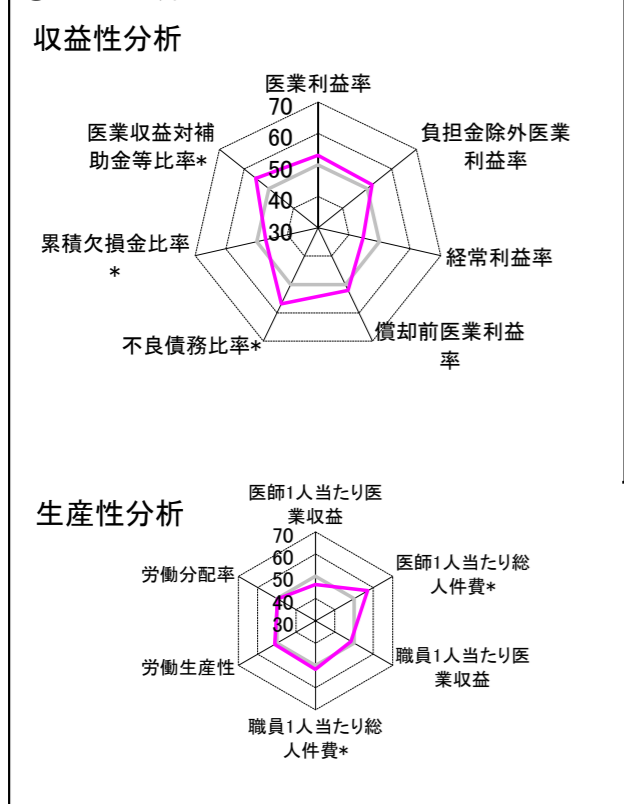 収益性分析
医業利益率
70
60
50
40
30
負担金除外医業
利益率
経常利益率
償却前医業利益
率
不良債務比率*
累積欠損金比率
*
医業収益対補
助金等比率*
生産性分析
医師1人当たり医
業収益
70
60
50
40
30
医師1人当たり総
人件費*
職員1人当たり医
業収益
職員1人当たり総
人件費*
労働生産性
労働分配率